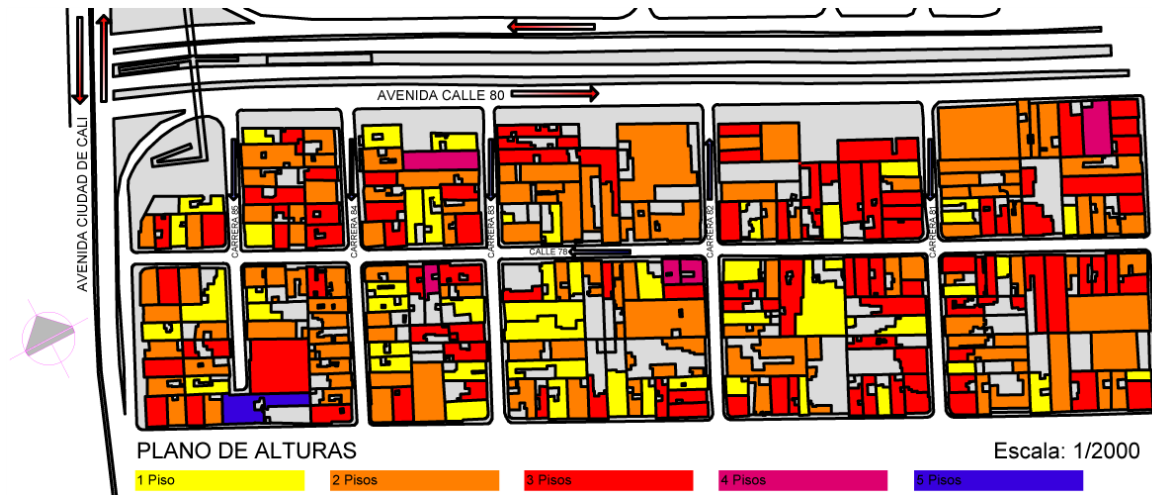 AVENIDA CALLE 80
AVENIDA CIUDAD DE CALI
CARRERA 85
CARRERA 84
CARRERA 83
CARRERA 82
CARRERA 81
CALLE 78
PLANO DE ALTURAS
Escala: 1/2000
1 Piso
2 Pisos
3 Pisos
4 Pisos
5 Pisos